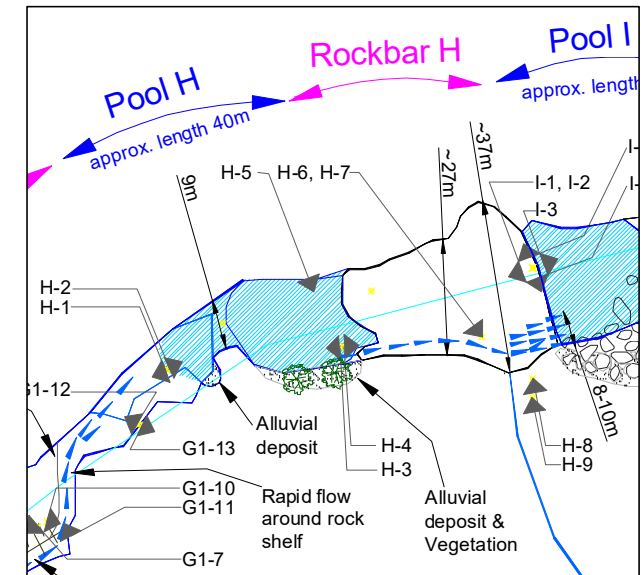 Pool H
approx. length 40m
Rockbar H
Pool I
approx. length
9m
H-5
H-6, H-7
~27m
~37m
I-1, I-2
I-3
H-2
H-1
G1-12
G1-13
Alluvial
deposit
H-4
H-3
8-10m
H-8
H-9
G1-10
G1-11
G1-7
Rapid flow
around rock
shelf
Alluvial
deposit &
Vegetation